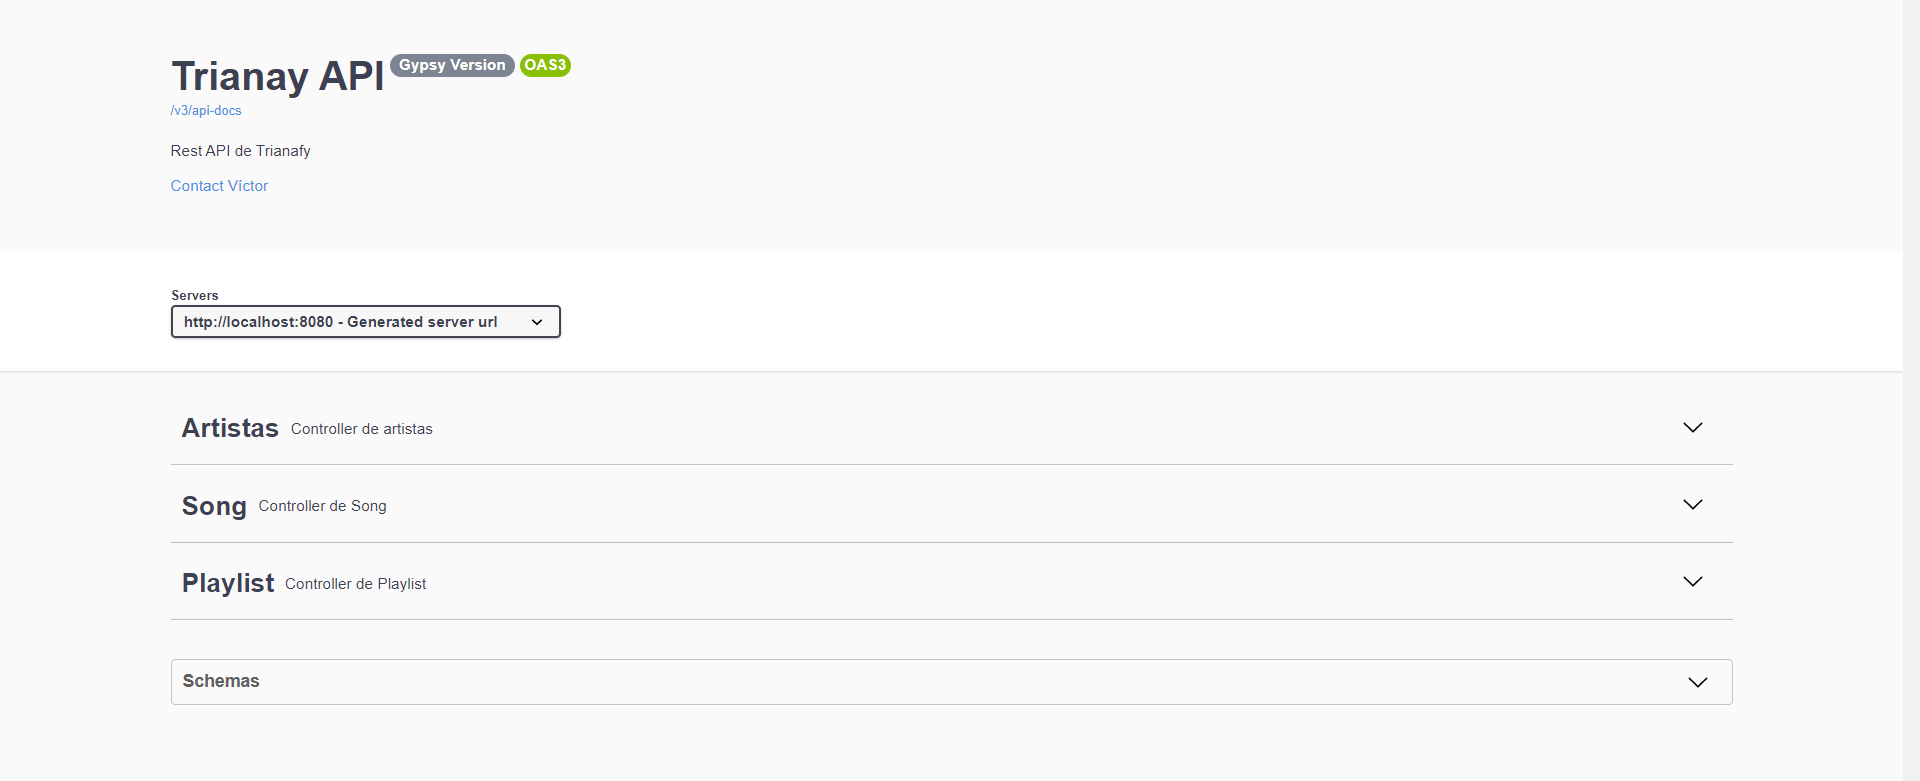 Trianay API Gypsy Version OAS3
/v3/api-docs
Rest API de Trianafy
Contact Víctor
Servers
http://localhost:8080 - Generated server url
Artistas Controller de artistas
Song Controller de Song
Playlist Controller de Playlist
Schemas